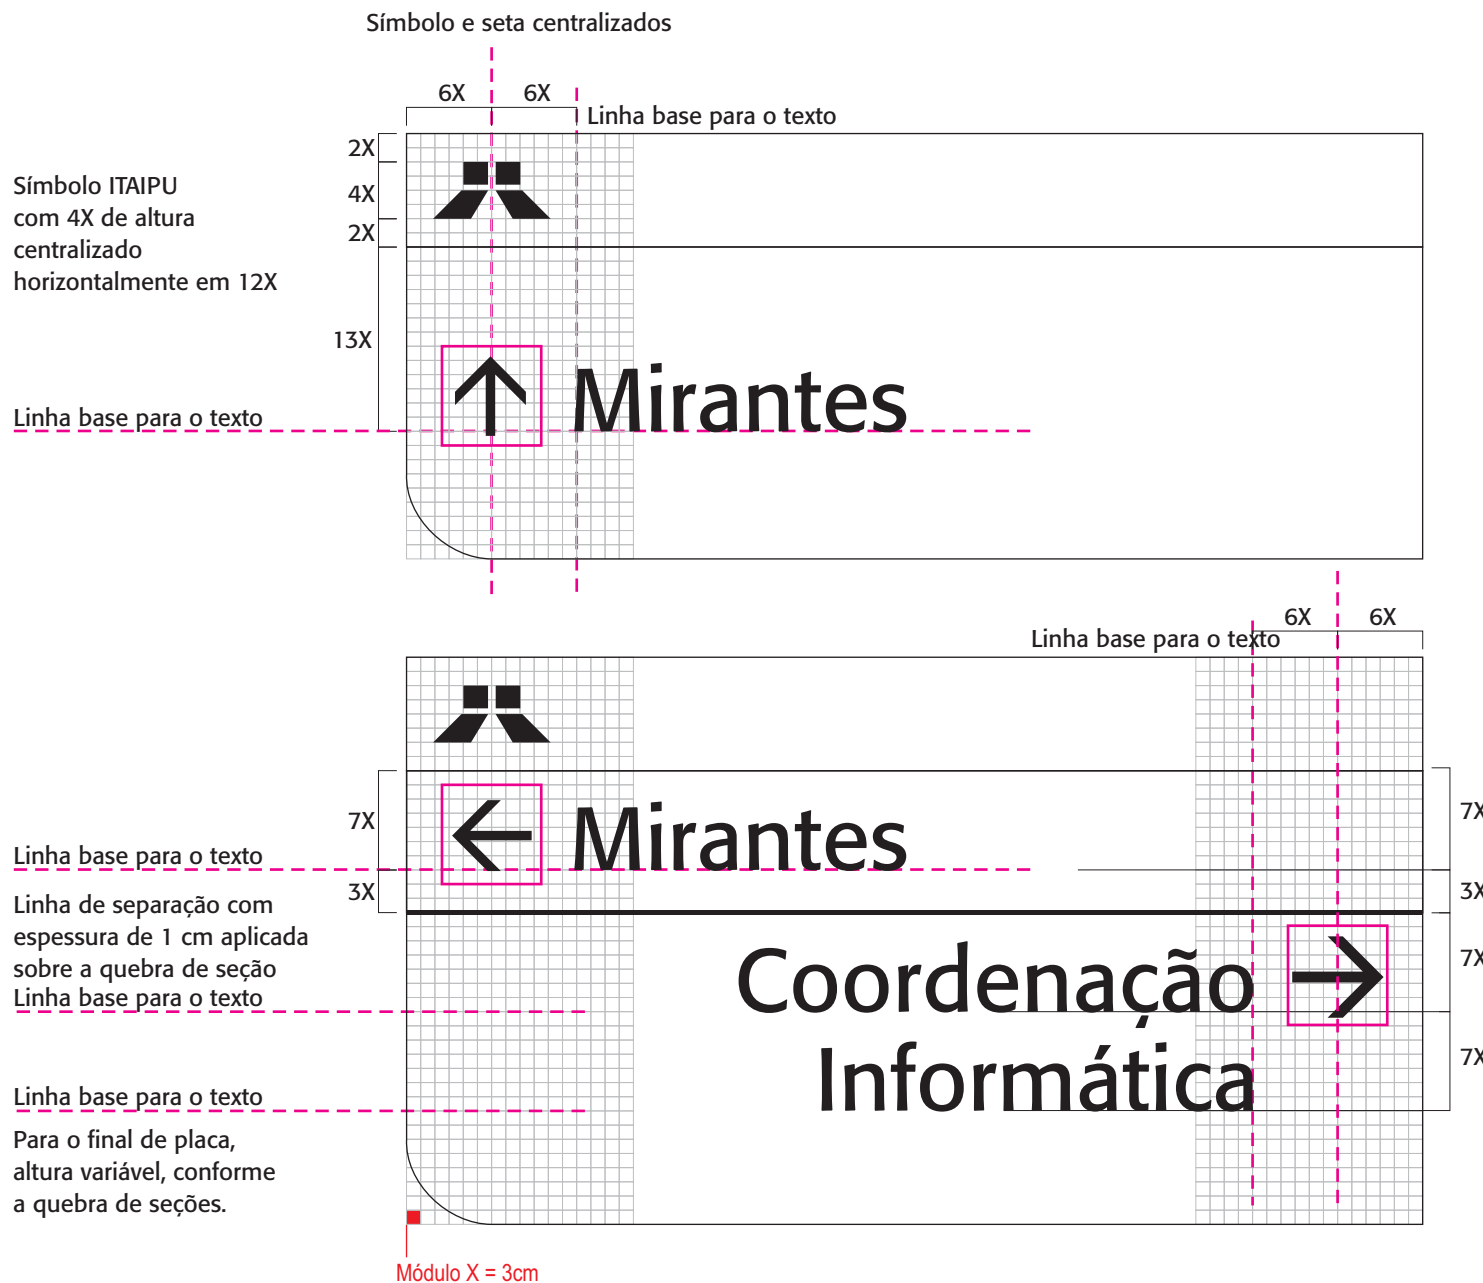 Símbolo e seta centralizados
6X 6X
Linha base para o texto
2X
4X
2X
Símbolo ITAIPU
com 4X de altura
centralizado
horizontalmente em 12X
13X
Mirantes
Linha base para o texto
6X 6X
Linha base para o texto
7X
Mirantes
7X
Linha base para o texto
3X
3X
Linha de separação com
espessura de 1 cm aplicada
sobre a quebra de seção
Linha base para o texto
Coordenação
7X
Informática
7X
Linha base para o texto
Para o final de placa,
altura variável, conforme
a quebra de seções.
Módulo X = 3cm